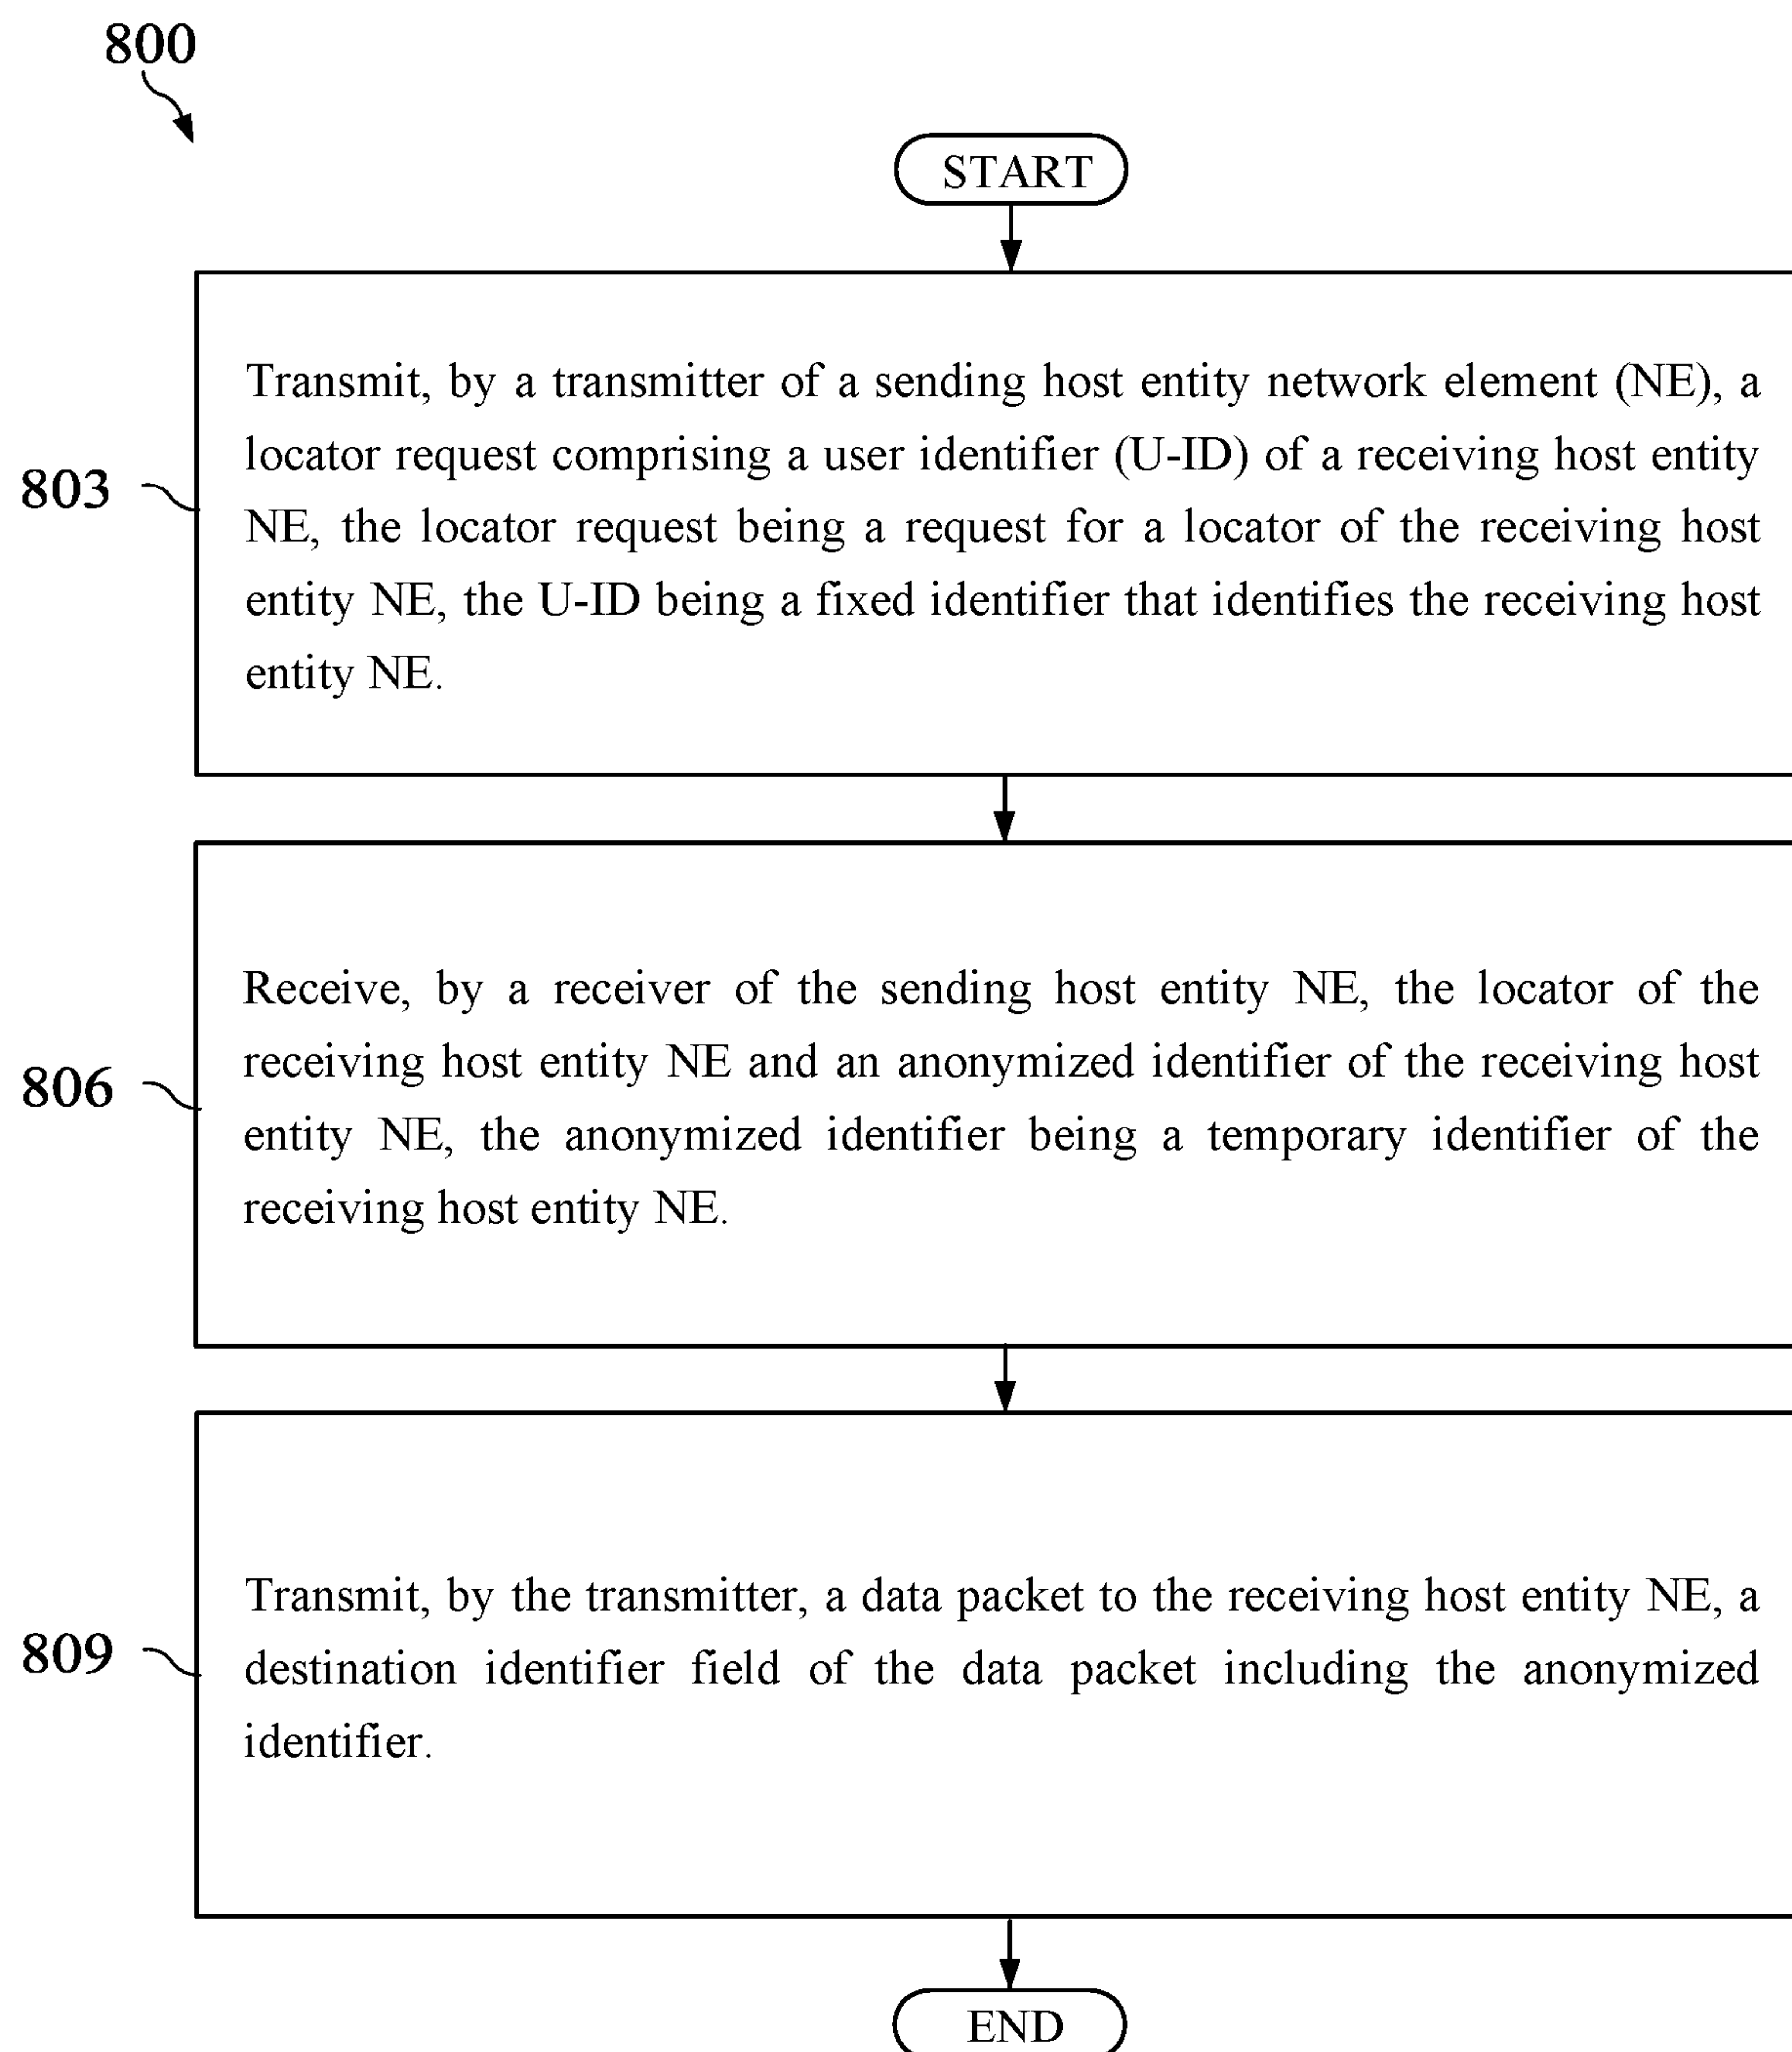 800
START
803
Transmit, by a transmitter of a sending host entity network element (NE), a
locator request comprising a user identifier (U-ID) of a receiving host entity
NE, the locator request being a request for a locator of the receiving host
entity NE, the U-ID being a fixed identifier that identifies the receiving host
entity NE.
806
Receive, by a receiver of the sending host entity NE, the locator of the
receiving host entity NE and an anonymized identifier of the receiving host
entity NE, the anonymized identifier being a temporary identifier of the
receiving host entity NE.
809
Transmit, by the transmitter, a data packet to the receiving host entity NE, a
destination identifier field of the data packet including the anonymized
identifier.
END